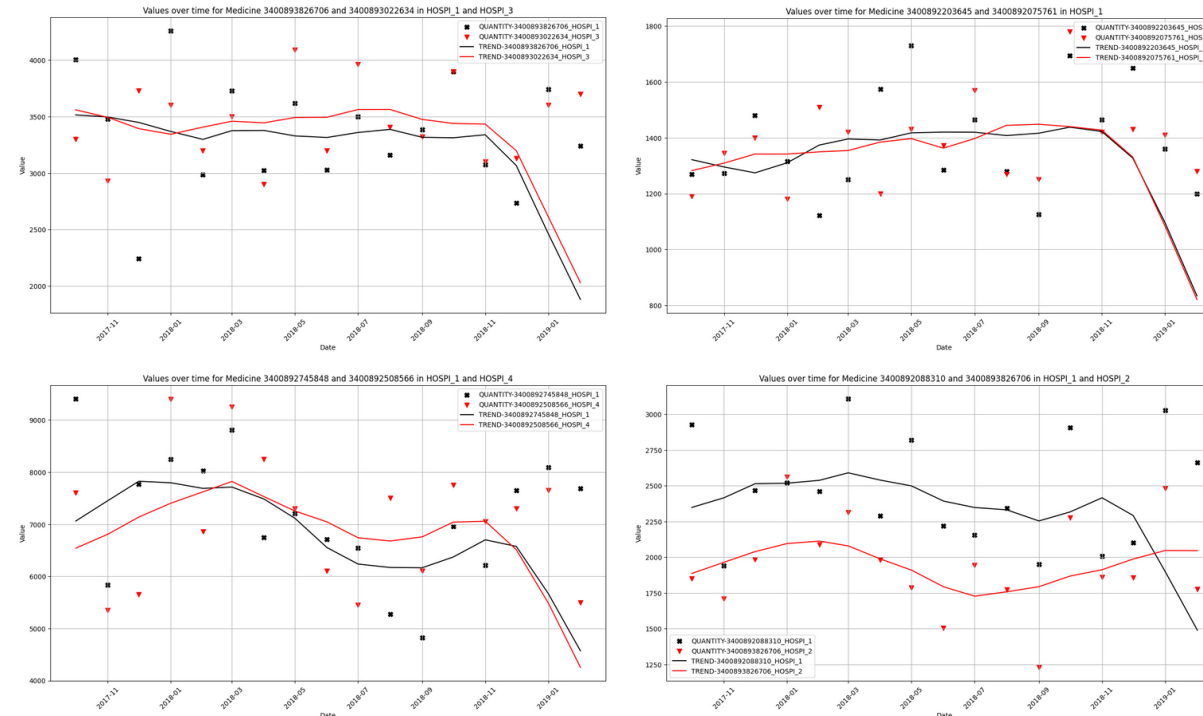 Values over time for Medicine 3400893826706 and 3400893022634 in HOSPI_1 and HOSPI_3
QUANTITY-3400893826706_HOSPI_1
QUANTITY-3400893022634_HOSPI_3
TREND-3400893826706_HOSPI_1
TREND-3400893022634_HOSPI_3
4000
3500
3000
2500
2000
Value
2017-11
2018-01
2018-03
2018-05
2018-07
2018-09
2018-11
2019-01
Date
Values over time for Medicine 3400892203645 and 3400892075761 in HOSPI_1
QUANTITY-3400892203645_HOSP
QUANTITY-3400892075761_HOSP
TREND-3400892203645_HOSPI_
TREND-3400892075761_HOSPI_
1800
1600
1400
1200
1000
800
Value
2017-11
2018-01
2018-03
2018-05
2018-07
2018-09
2018-11
2019-01
Date
Values over time for Medicine 3400892745848 and 3400892508566 in HOSPI_1 and HOSPI_4
QUANTITY-3400892745848_HOSPI_1
QUANTITY-3400892508566_HOSPI_4
TREND-3400892745848_HOSPI_1
TREND-3400892508566_HOSPI_4
9000
8000
7000
6000
5000
4000
Value
2017-11
2018-01
2018-03
2018-05
2018-07
2018-09
2018-11
2019-01
Date
Values over time for Medicine 3400892088310 and 3400893826706 in HOSPI_1 and HOSPI_2
3000
2750
2500
2250
2000
1750
1500
1250
Value
QUANTITY-3400892088310_HOSPI_1
QUANTITY-3400893826706_HOSPI_2
TREND-3400892088310_HOSPI_1
TREND-3400893826706_HOSPI_2
2017-11
2018-01
2018-03
2018-05
2018-07
2018-09
2018-11
2019-01
Date